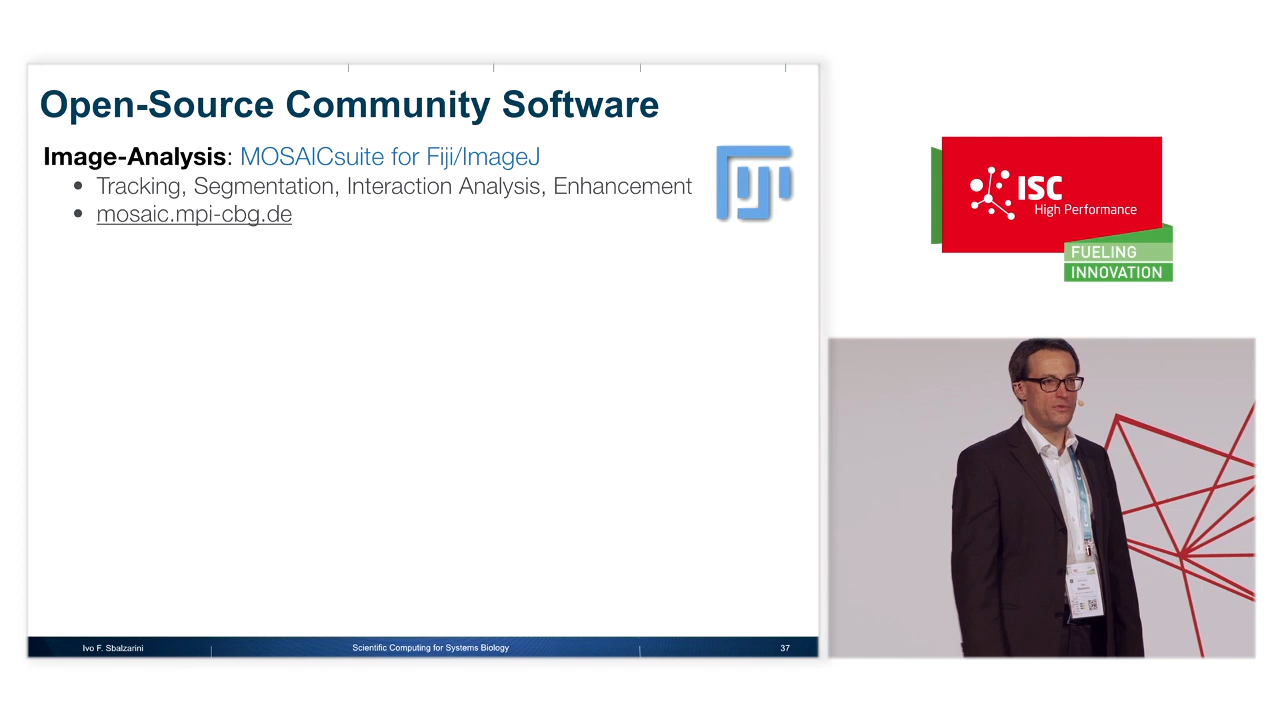 Open-Source Community Software
Image-Analysis: MOSAICsuite for Fiji/ImageJ
• Tracking, Segmentation, Interaction Analysis, Enhancement
• mosaic.mpi-cbg.de
Ivo F. Sbalzarini
Scientific Computing for Systems Biology
37
ISC
High Performance
FUELING
INNOVATION